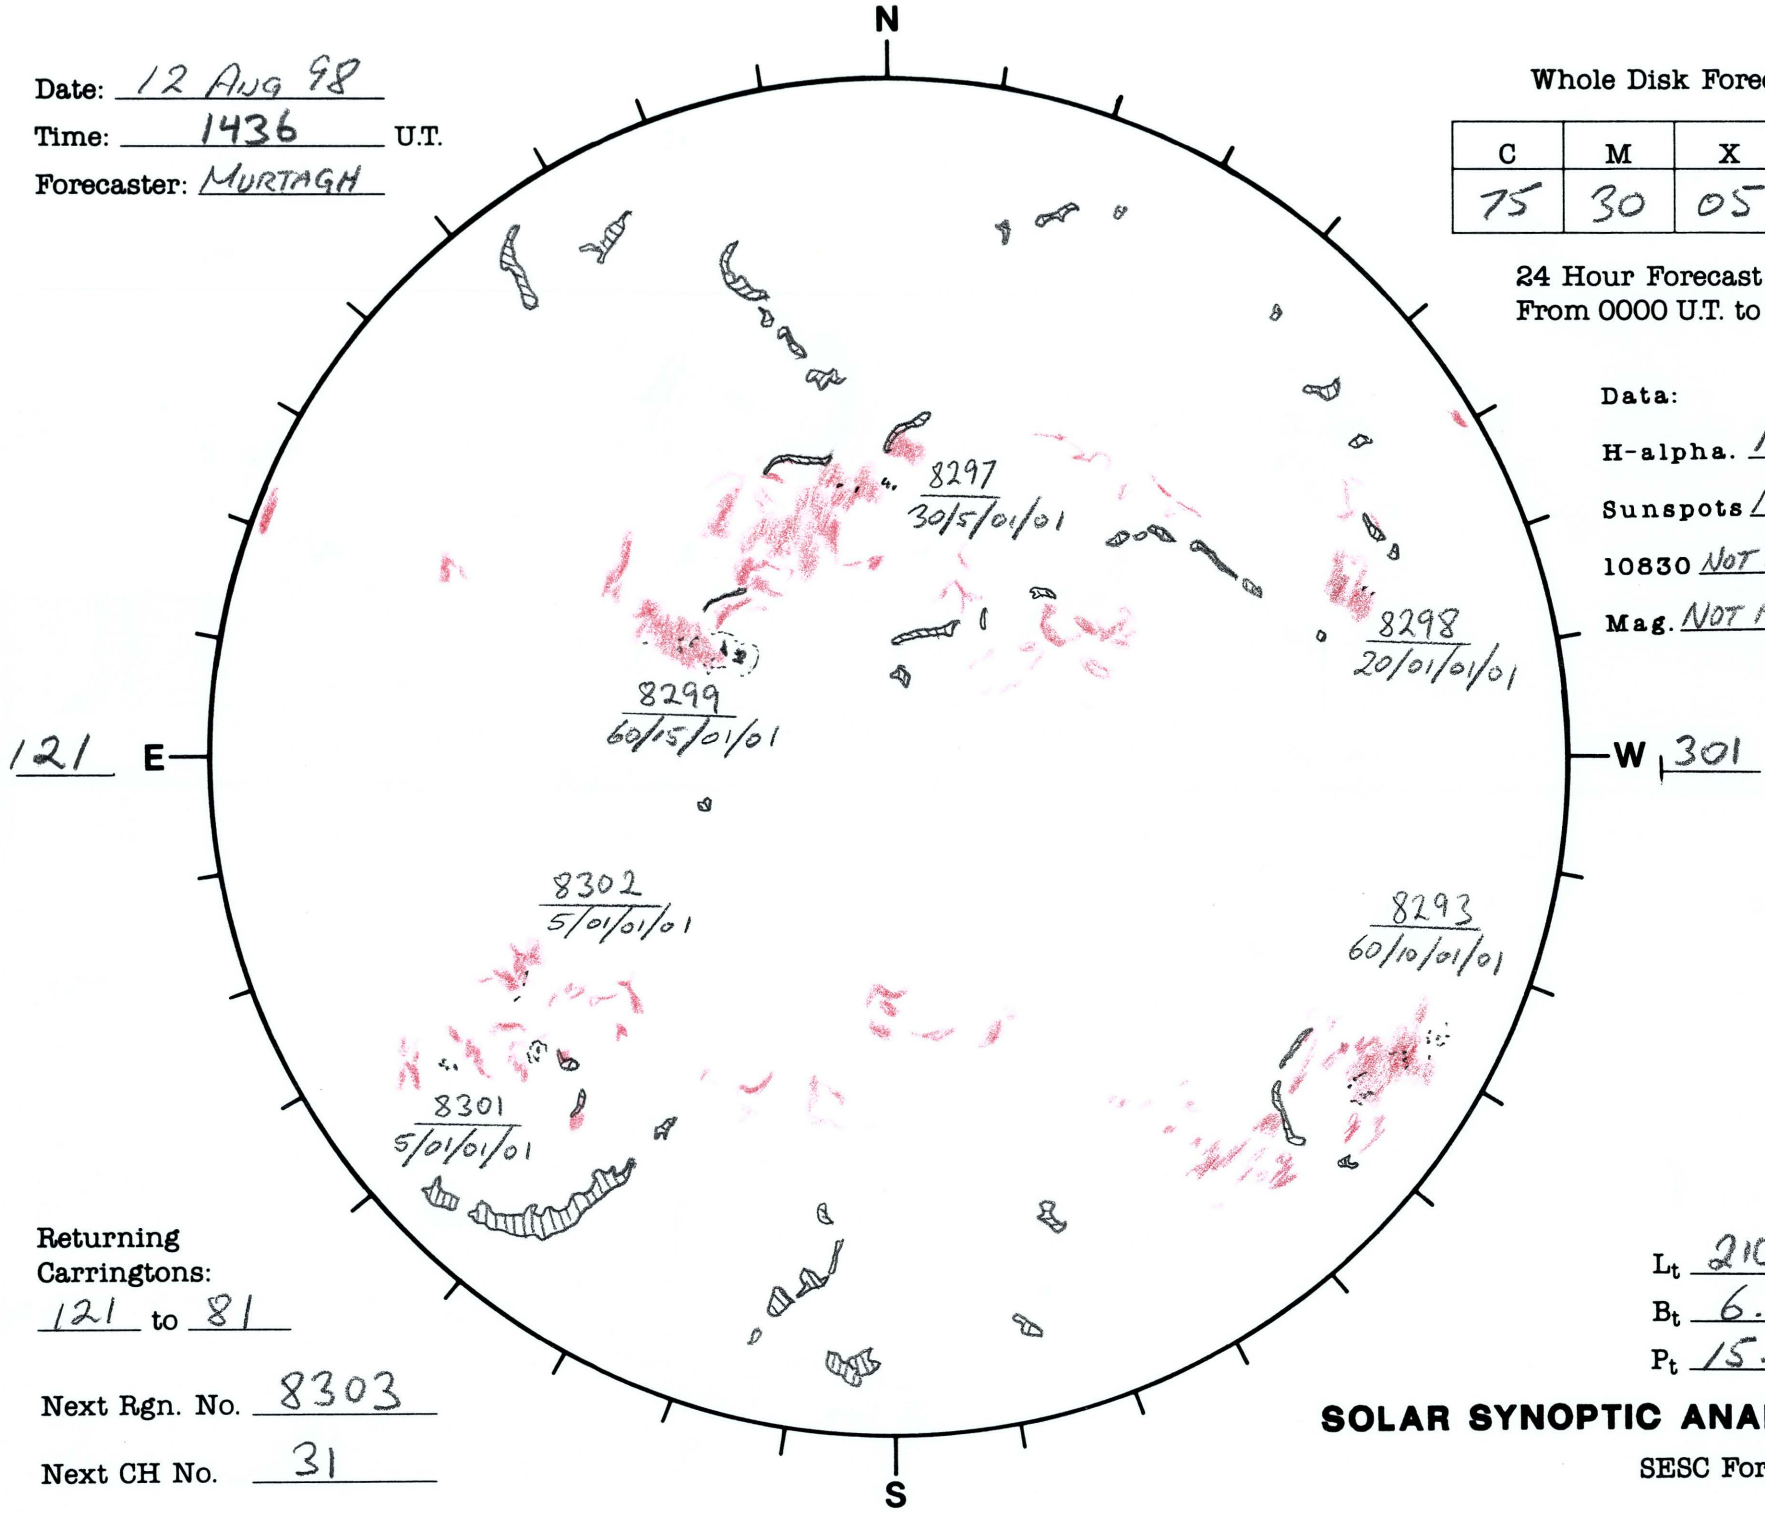 N
Date: 12 AUG 98
Time: 1436 U.T.
Forecaster: MURTAGH
Whole Disk Fore
C M X
75 30 05
24 Hour Forecast
From 0000 U.T. to
Data:
H-alpha.
Sunspots
10830 NOT
Mag. NOT
8297
30/5/01/01
8298
20/01/01/01
8299
60/15/01/01
121 E
W 301
8302
5/01/01/01
8293
60/10/01/01
8301
5/01/01/01
Returning
Carringtons:
121 to 81
Next Rgn. No. 8303
Next CH No. 31
Lt 210
Bt 6.
Pt 15.
SOLAR SYNOPTIC ANA
SESC For
S